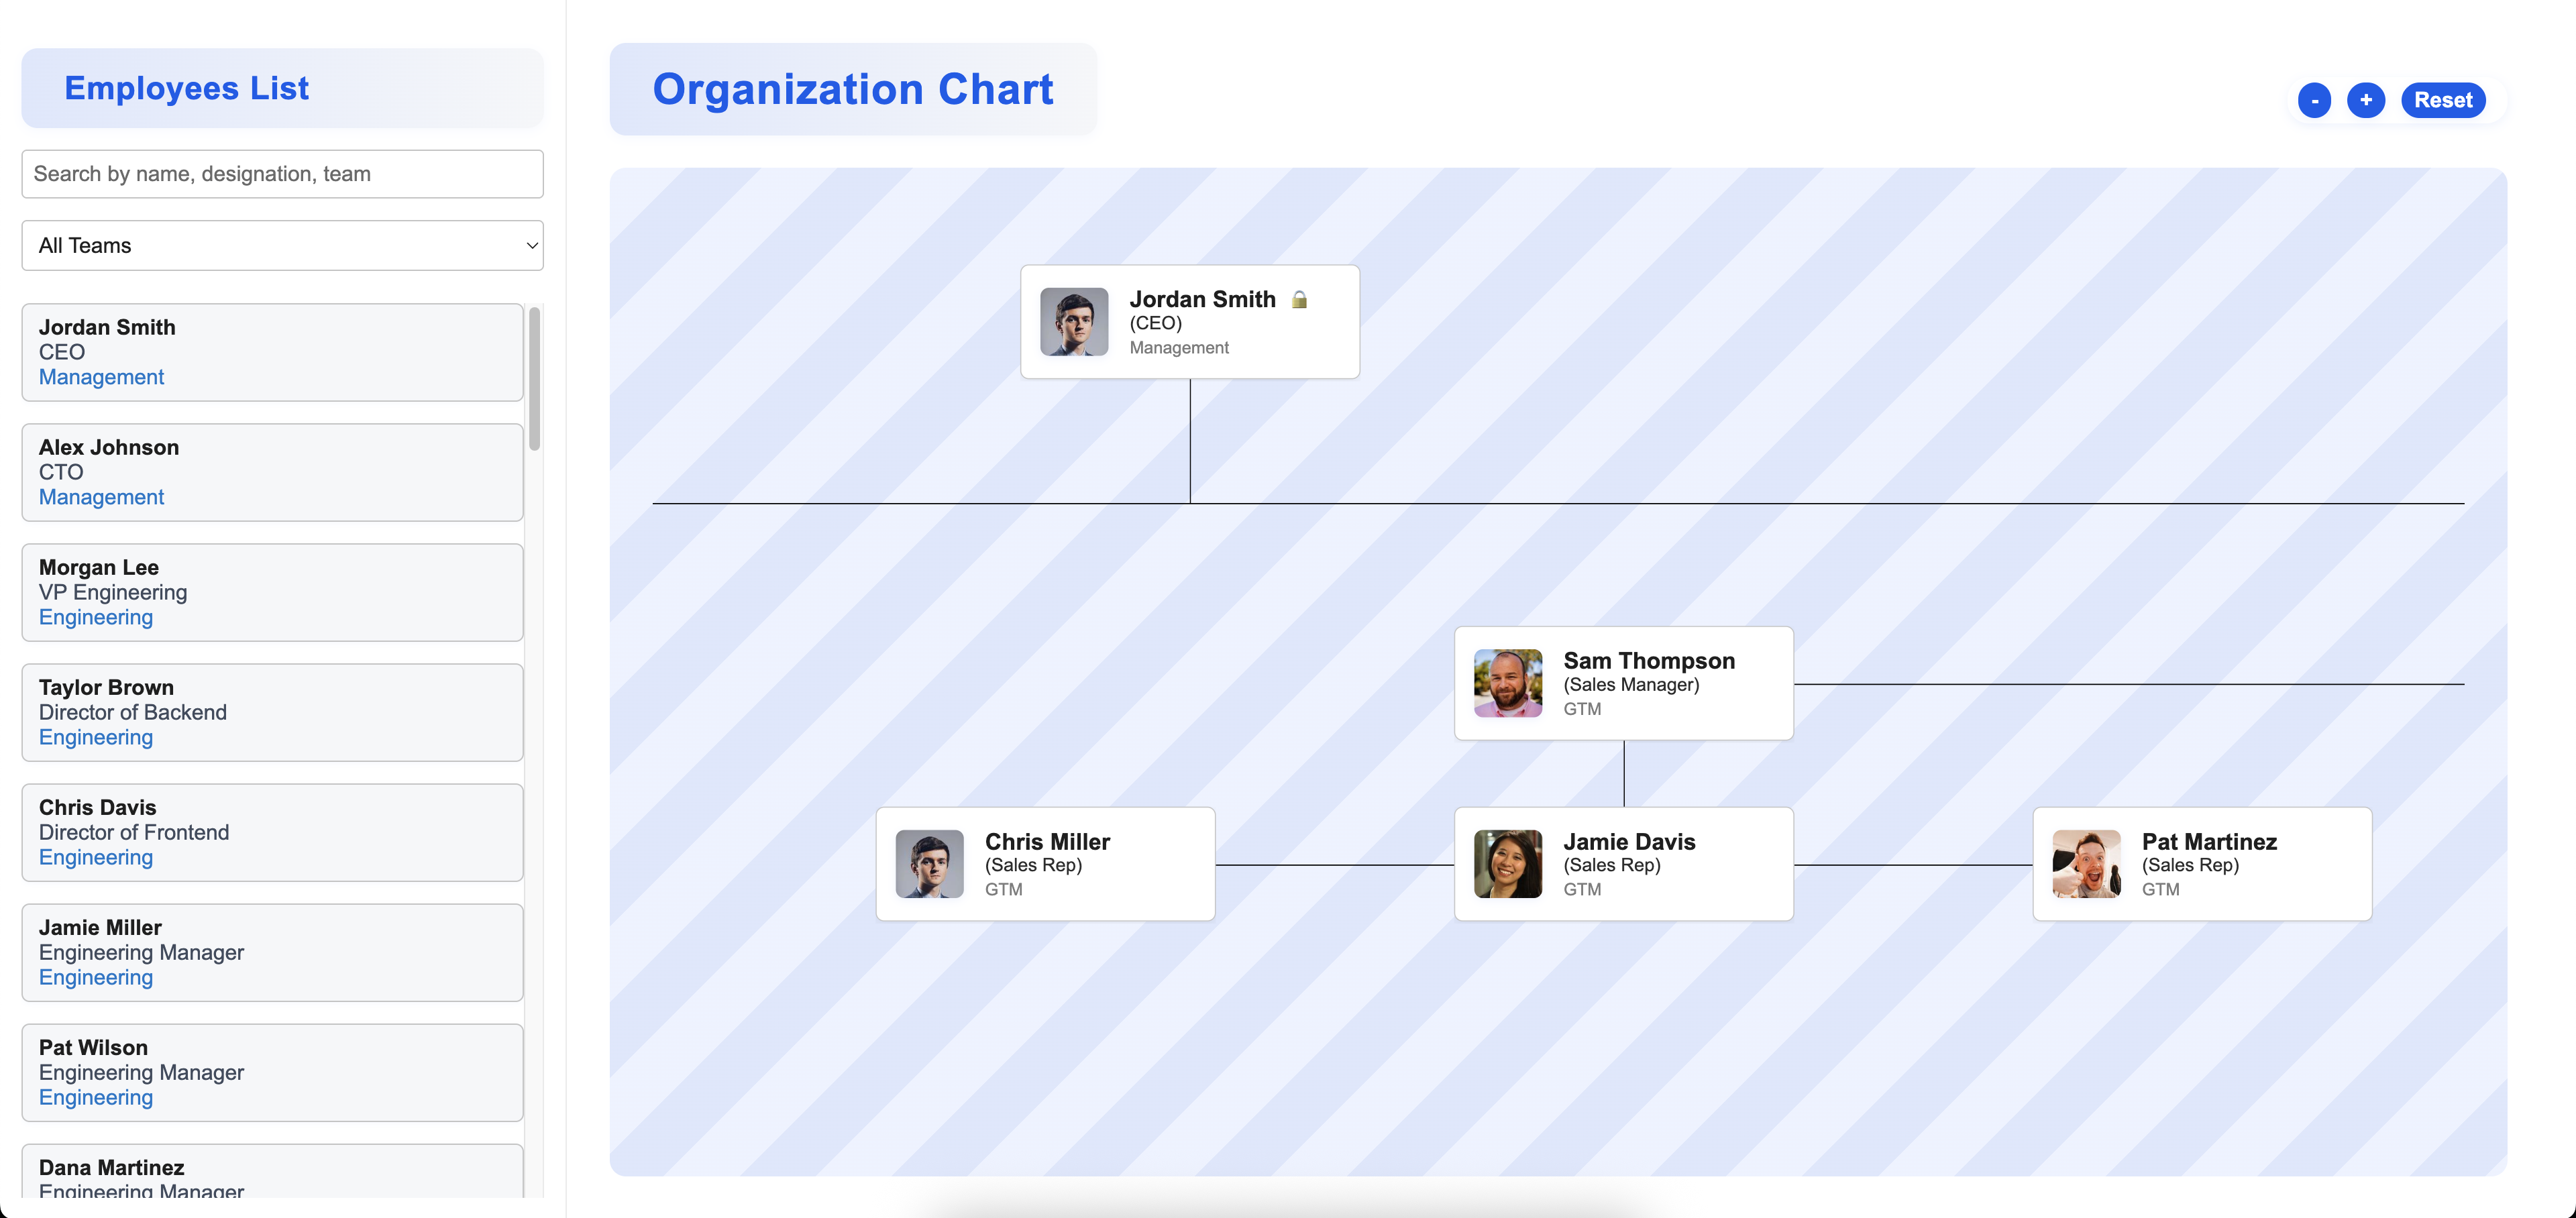 Employees List
Search by name, designation, team
All Teams
Jordan Smith
CEO
Management
Alex Johnson
CTO
Management
Morgan Lee
VP Engineering
Engineering
Taylor Brown
Director of Backend
Engineering
Chris Davis
Director of Frontend
Engineering
Jamie Miller
Engineering Manager
Engineering
Pat Wilson
Engineering Manager
Engineering
Dana Martinez
Engineering Manager
Organization Chart
- + Reset
Jordan Smith
(CEO)
Management
Sam Thompson
(Sales Manager)
GTM
Chris Miller
(Sales Rep)
GTM
Jamie Davis
(Sales Rep)
GTM
Pat Martinez
(Sales Rep)
GTM